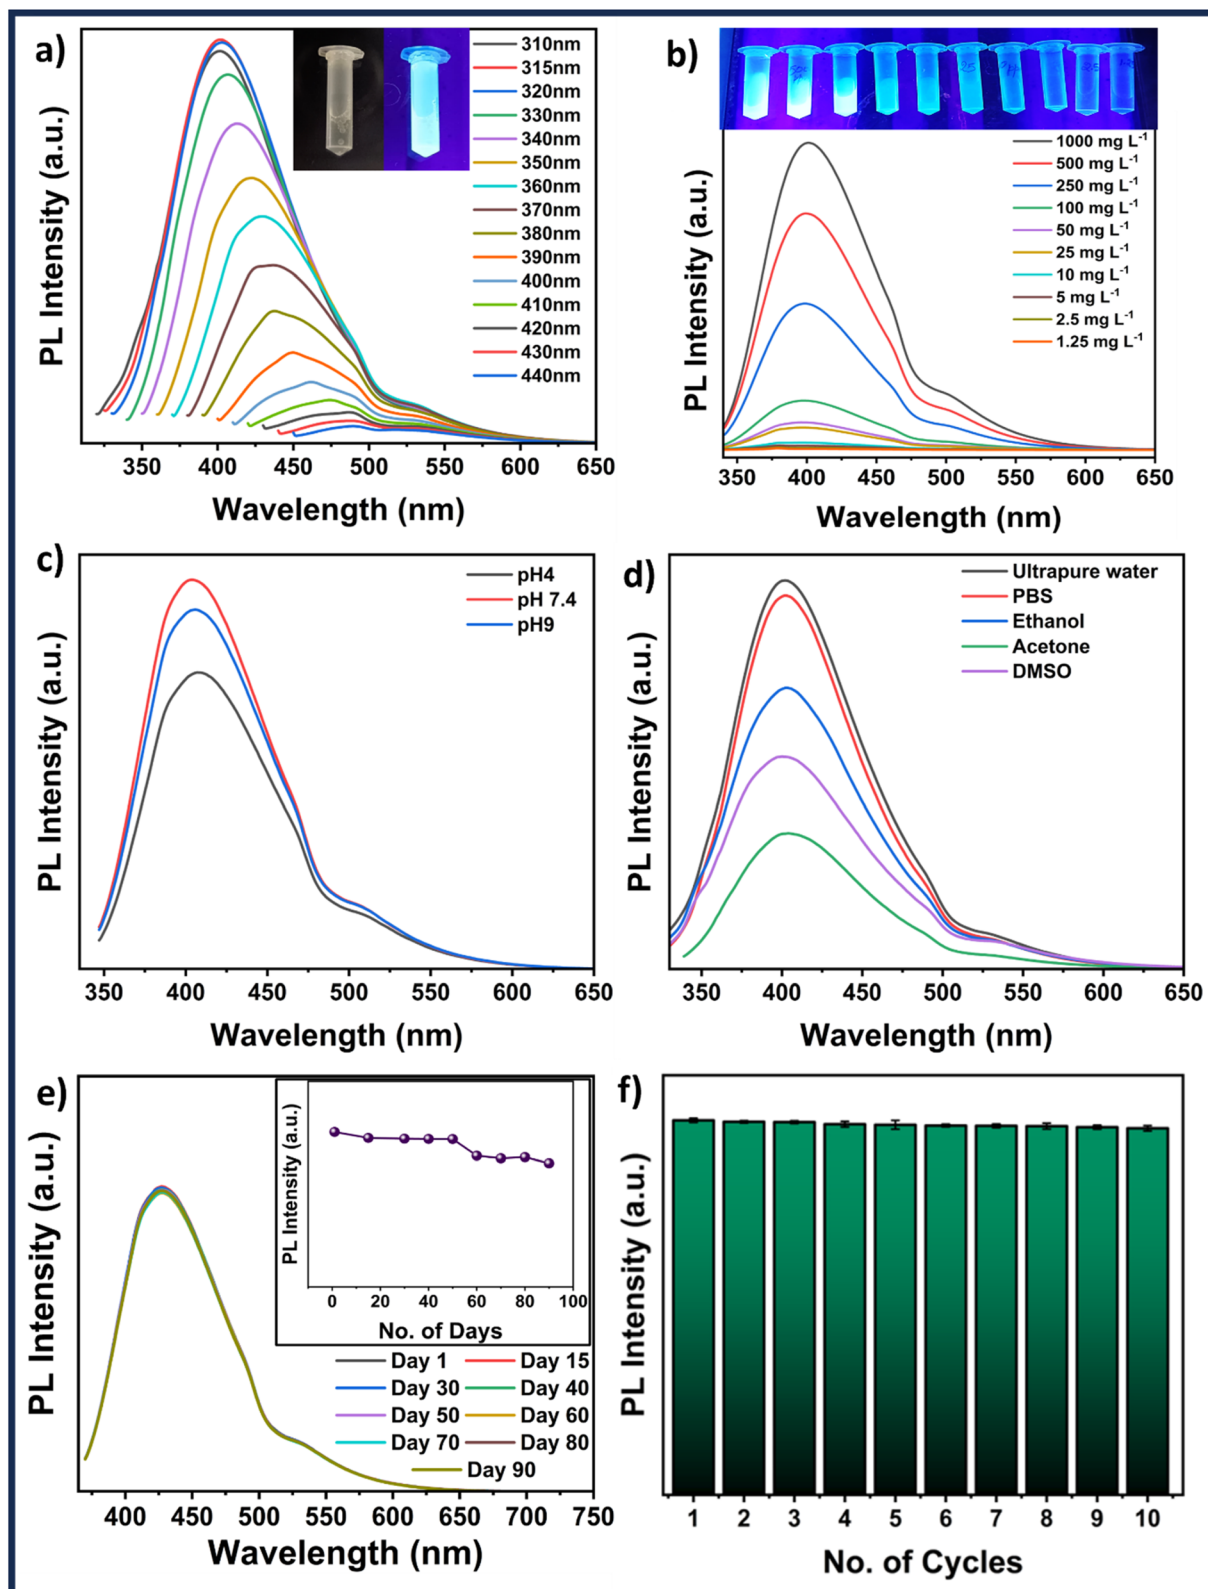 a)
310nm
315nm
320nm
330nm
340nm
350nm
360nm
370nm
380nm
390nm
400nm
410nm
420nm
430nm
440nm
PL Intensity (a.u.)
350 400 450 500 550 600 650
Wavelength (nm)
b)
1000 mg L⁻¹
500 mg L⁻¹
250 mg L⁻¹
100 mg L⁻¹
50 mg L⁻¹
25 mg L⁻¹
10 mg L⁻¹
5 mg L⁻¹
2.5 mg L⁻¹
1.25 mg L⁻¹
PL Intensity (a.u.)
350 400 450 500 550 600 650
Wavelength (nm)
c)
pH4
pH 7.4
pH9
PL Intensity (a.u.)
350 400 450 500 550 600 650
Wavelength (nm)
d)
Ultrapure water
PBS
Ethanol
Acetone
DMSO
PL Intensity (a.u.)
350 400 450 500 550 600 650
Wavelength (nm)
e)
PL Intensity (a.u.)
0 20 40 60 80 100
No. of Days
Day 1 Day 15
Day 30 Day 40
Day 50 Day 60
Day 70 Day 80
Day 90
PL Intensity (a.u.)
400 450 500 550 600 650 700 750
Wavelength (nm)
f)
PL Intensity (a.u.)
1 2 3 4 5 6 7 8 9 10
No. of Cycles